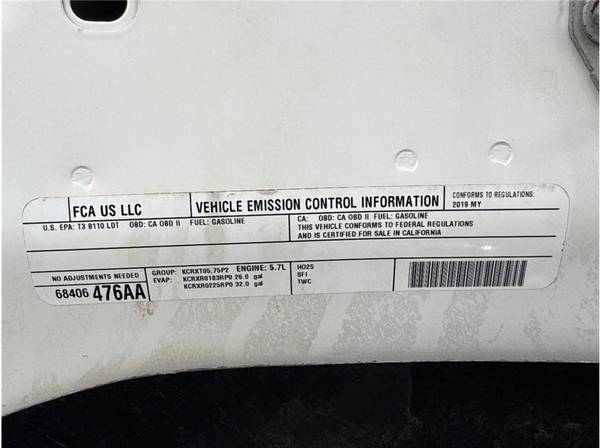 FCA US LLC
VEHICLE EMISSION CONTROL INFORMATION
CONFORMS TO REGULATIONS:
2019 MY
U.S. EPA: T3 B110 LDT OBD: CA OBD II FUEL: GASOLINE
CA: OBD: CA OBD II FUEL: GASOLINE
THIS VEHICLE CONFORMS TO FEDERAL REGULATIONS
AND IS CERTIFIED FOR SALE IN CALIFORNIA
NO ADJUSTMENTS NEEDED
68406 476AA
GROUP: KCRXT05.75P2 ENGINE: 5.7L
EVAP: KCRXR0183RP0 26.0 gal
KCRXR0225RP0 32.0 gal
HO2S
SFI
TWC